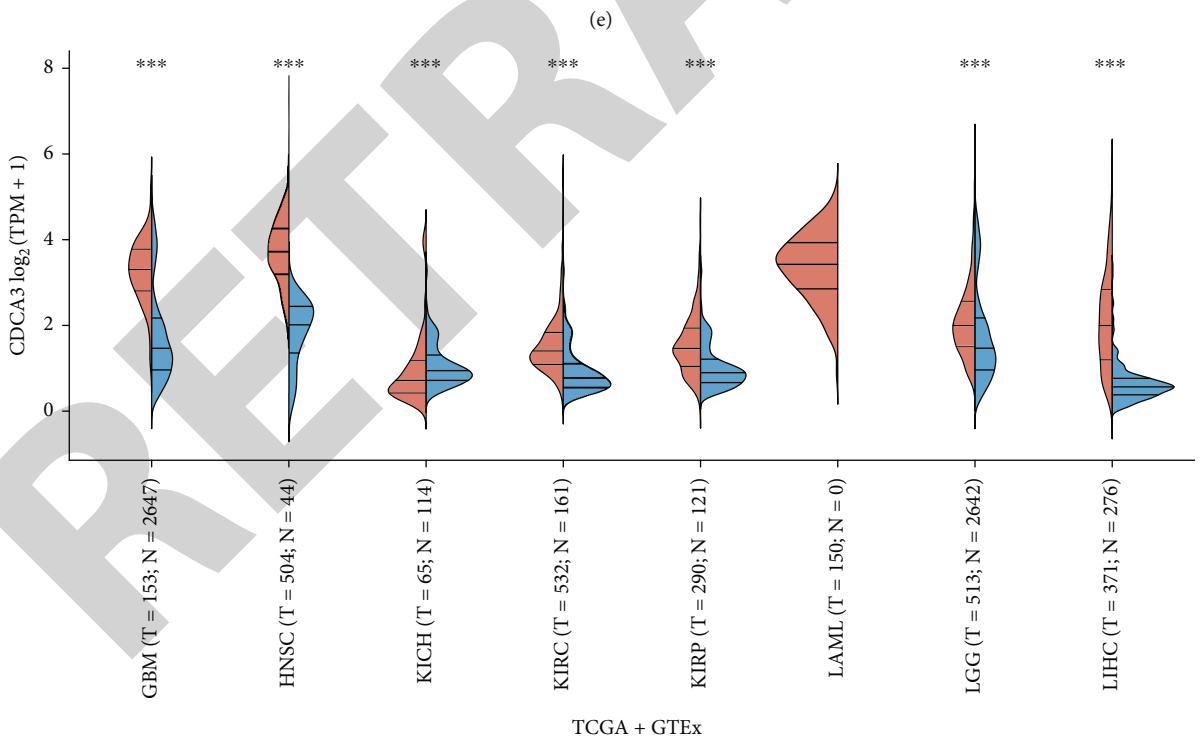 (e)
8
6
4
2
0
CDCA3 log₂(TPM + 1)
*** *** *** *** *** *** ***
GBM (T = 153; N = 2647)
HNSC (T = 504; N = 44)
KICH (T = 65; N = 114)
KIRC (T = 532; N = 161)
KIRP (T = 290; N = 121)
LAML (T = 150; N = 0)
LGG (T = 513; N = 2642)
LIHC (T = 371; N = 276)
TCGA + GTEx
RETRA